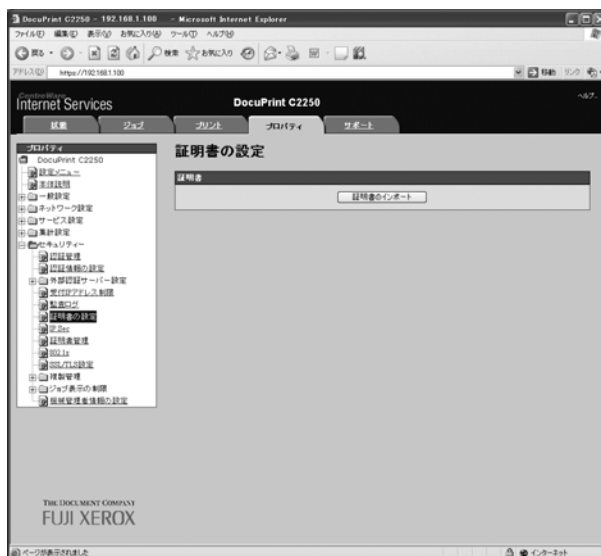 DocuPrint C2250 - 192.168.1.100 - Microsoft Internet Explorer
ファイル(F) 編集(E) 表示(V) お気に入り(A) ツール(T) ヘルプ(H)
戻る 検索 お気に入り
アドレス(D) https://192.168.1.100 移動 リンク
CentreWare
Internet Services
DocuPrint C2250
ヘルプ
状態 ジョブ プリント プロパティ サポート
プロパティ
DocuPrint C2250
設定メニュー
本体説明
一般設定
ネットワーク設定
サービス設定
集計設定
セキュリティー
認証管理
認証情報の設定
外部認証サーバー設定
受付IPアドレス制限
監査ログ
証明書の設定
IP Sec
証明書管理
802.1x
SSL/TLS設定
複製管理
ジョブ表示の制限
機械管理者情報の設定
証明書の設定
証明書
証明書のインポート
THE DOCUMENT COMPANY
FUJI XEROX
ページが表示されました
インターネット